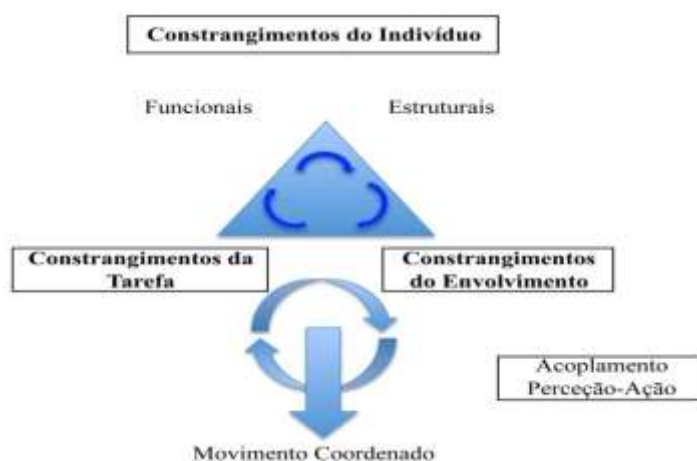 Constrangimentos do Indivíduo
Funcionais
Estruturais
Constrangimentos da
Tarefa
Constrangimentos
do Envolvimento
Acoplamento
Perceção-Ação
Movimento Coordenado